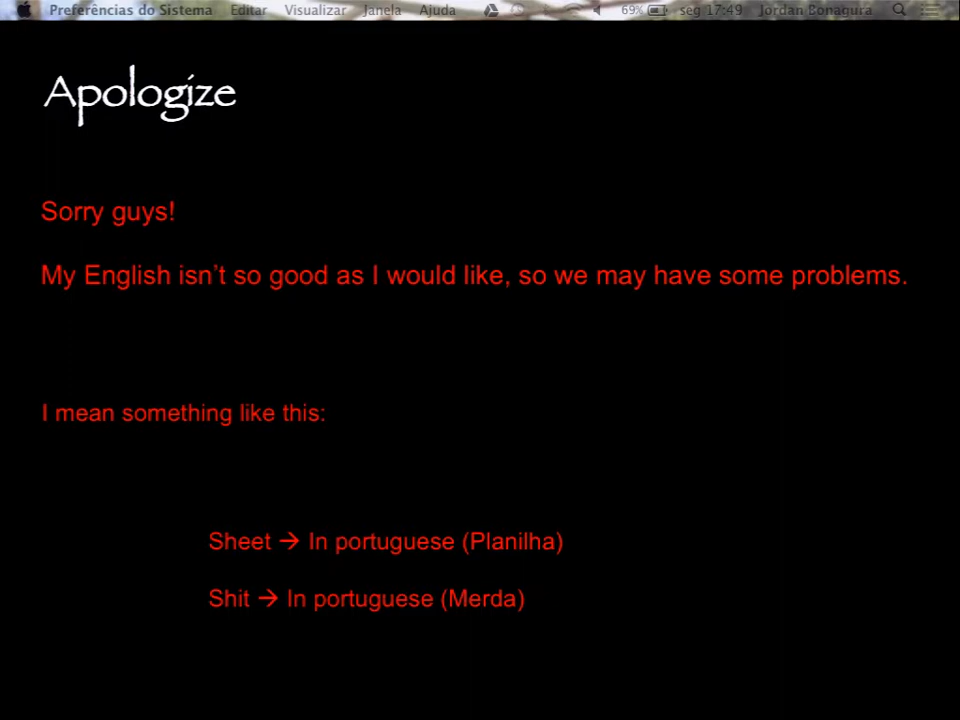 Preferências do Sistema Editar Visualizar Janela Ajuda 69% seg 17:49 Jordan Bonagura
Apologize
Sorry guys!
My English isn’t so good as I would like, so we may have some problems.
I mean something like this:
Sheet → In portuguese (Planilha)
Shit → In portuguese (Merda)